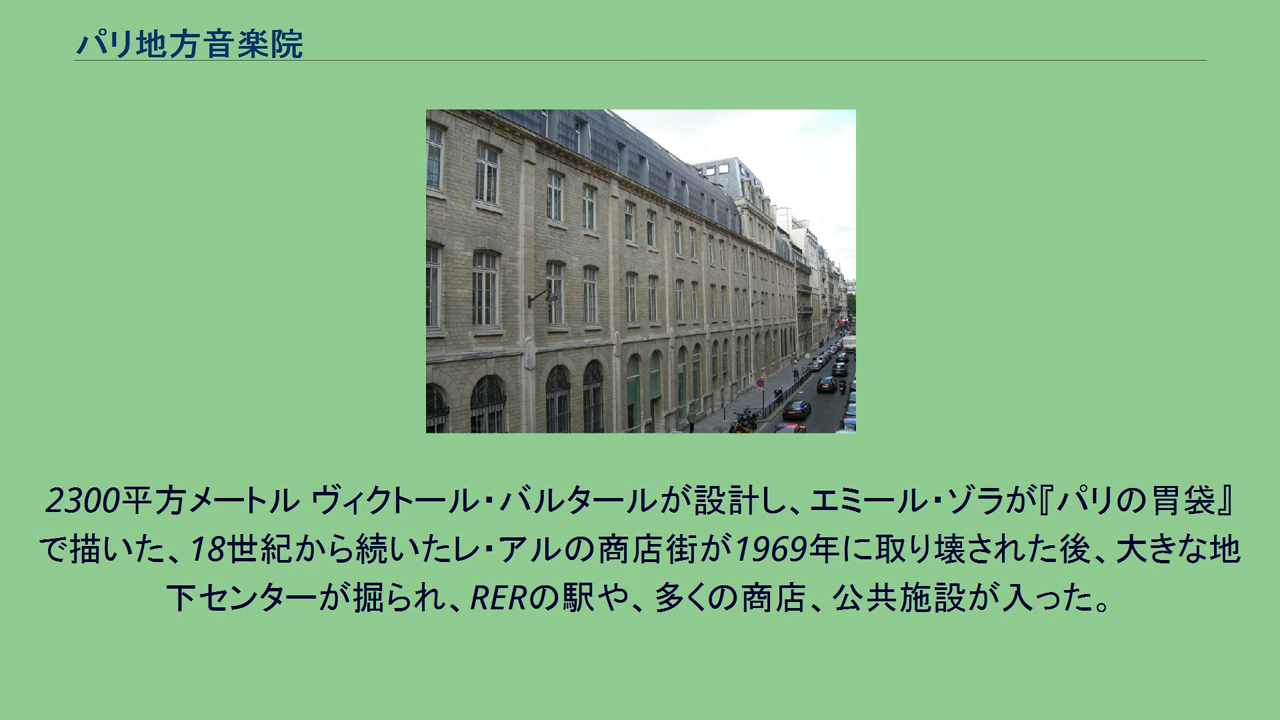 パリ地方音楽院
2300平方メートル ヴィクトール・バルタールが設計し、エミール・ゾラが『パリの胃袋』
で描いた、18世紀から続いたレ・アルの商店街が1969年に取り壊された後、大きな地
下センターが掘られ、RERの駅や、多くの商店、公共施設が入った。